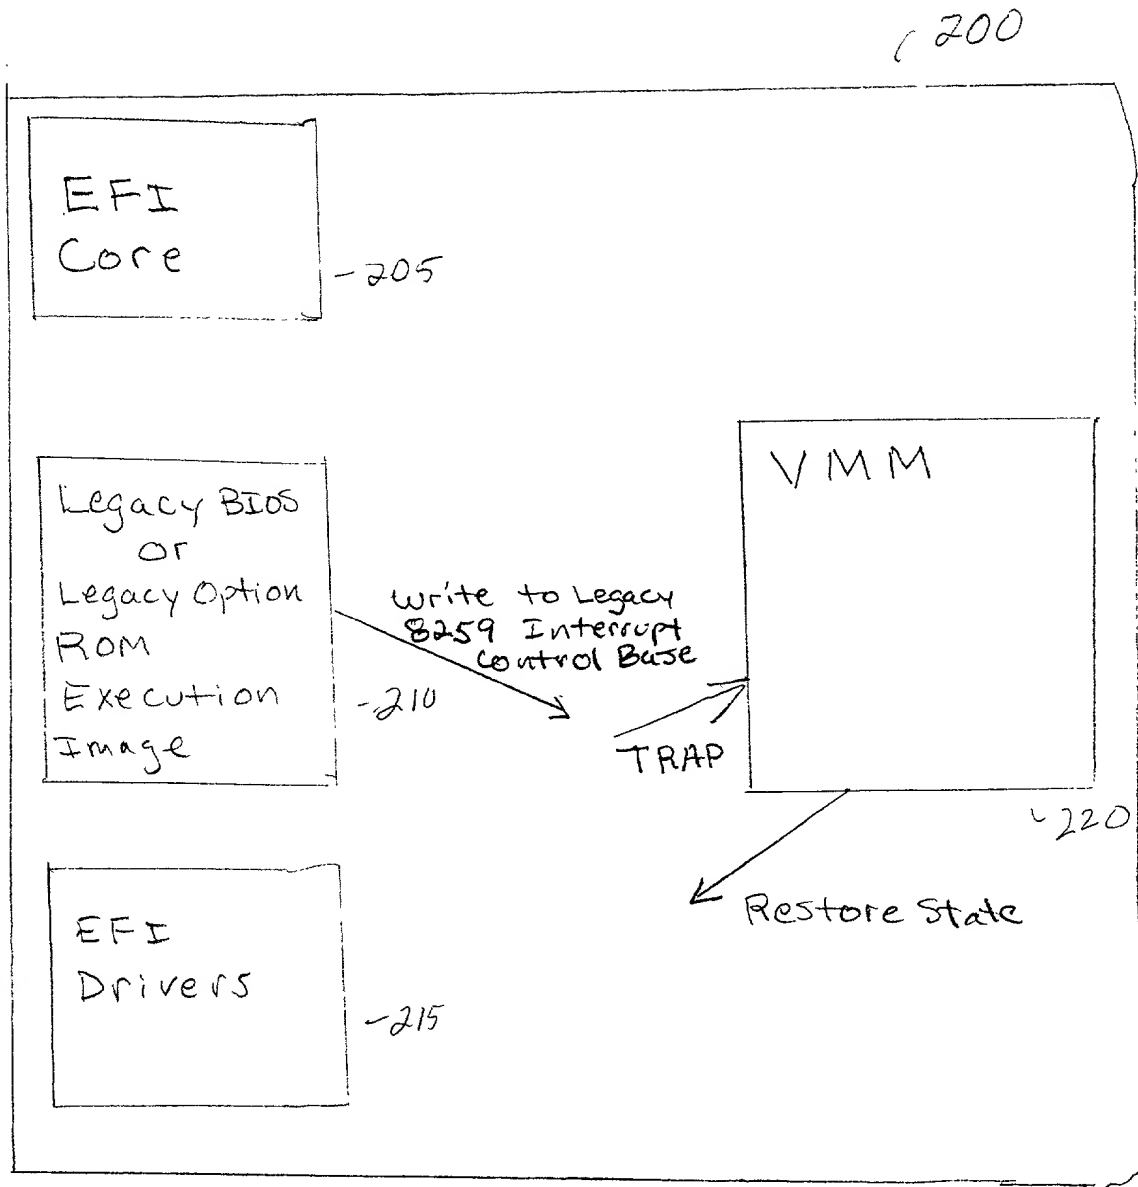 200
EFI
Core
-205
Legacy BIOS
or
Legacy Option
ROM
Execution
Image
-210
Write to Legacy
8259 Interrupt
Control Base
TRAP
VMM
220
Restore State
EFI
Drivers
-215